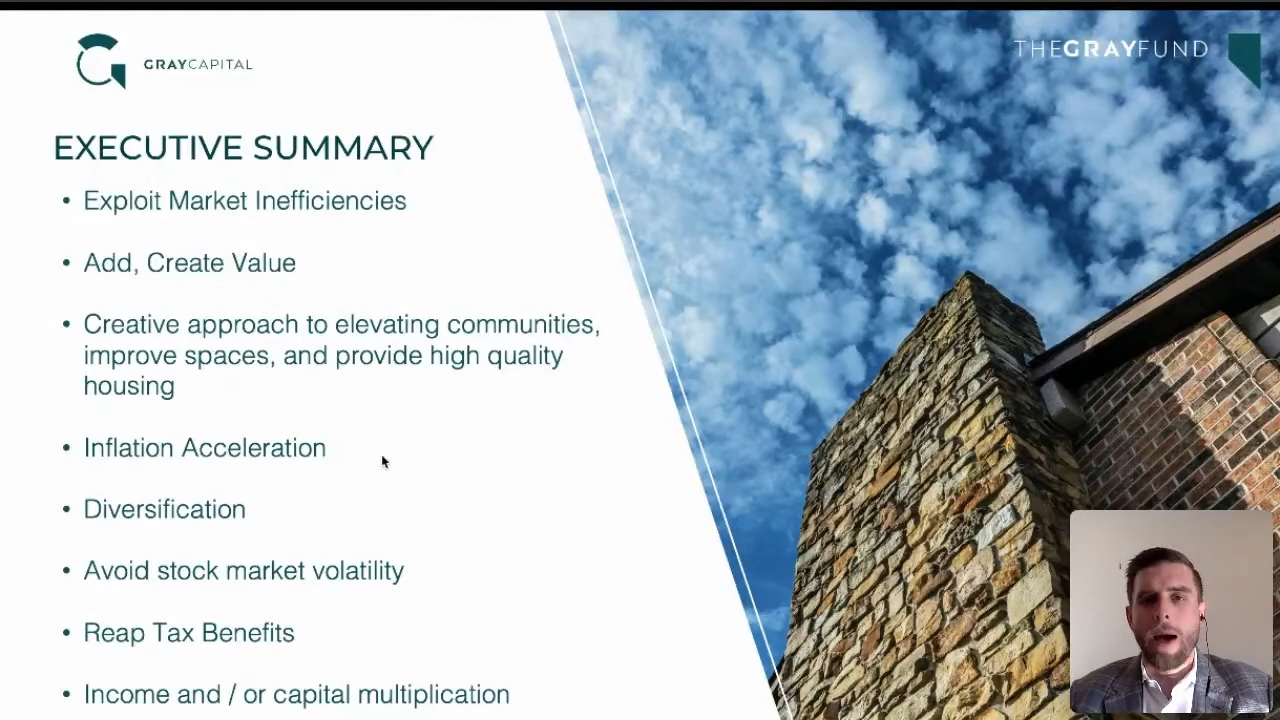 GRAYCAPITAL
THEGRAYFUND
EXECUTIVE SUMMARY
• Exploit Market Inefficiencies
• Add, Create Value
• Creative approach to elevating communities,
improve spaces, and provide high quality
housing
• Inflation Acceleration
• Diversification
• Avoid stock market volatility
• Reap Tax Benefits
• Income and / or capital multiplication